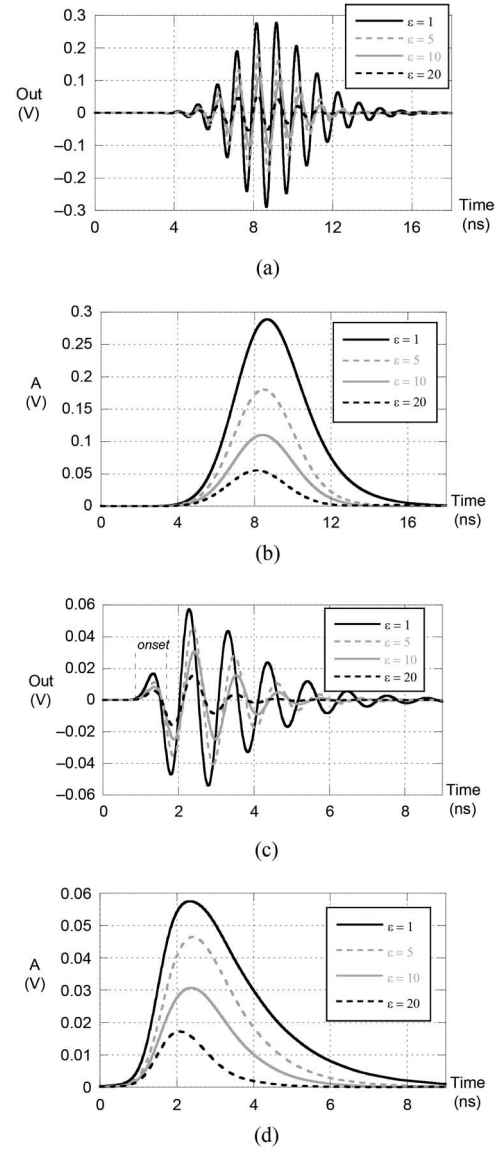 0.3
0.2
0.1
Out
(V)
0
–0.1
–0.2
–0.3
ε = 1
ε = 5
ε = 10
ε = 20
0 4 8 12 16
Time
(ns)
(a)
0.3
0.25
0.2
A
(V)
0.15
0.1
0.05
0
ε = 1
ε = 5
ε = 10
ε = 20
0 4 8 12 16
Time
(ns)
(b)
0.06
0.04
0.02
Out
(V)
0
–0.02
–0.04
–0.06
onset
ε = 1
ε = 5
ε = 10
ε = 20
0 2 4 6 8
Time
(ns)
(c)
0.06
0.05
0.04
A
(V)
0.03
0.02
0.01
0
ε = 1
ε = 5
ε = 10
ε = 20
0 2 4 6 8
Time
(ns)
(d)